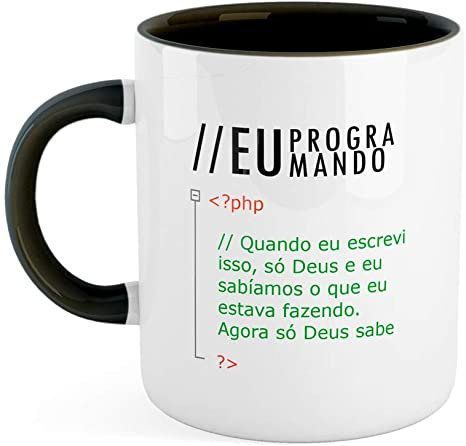 //EU PROGRA
MANDO
<?php
// Quando eu escrevi
isso, só Deus e eu
sabíamos o que eu
estava fazendo.
Agora só Deus sabe
?>